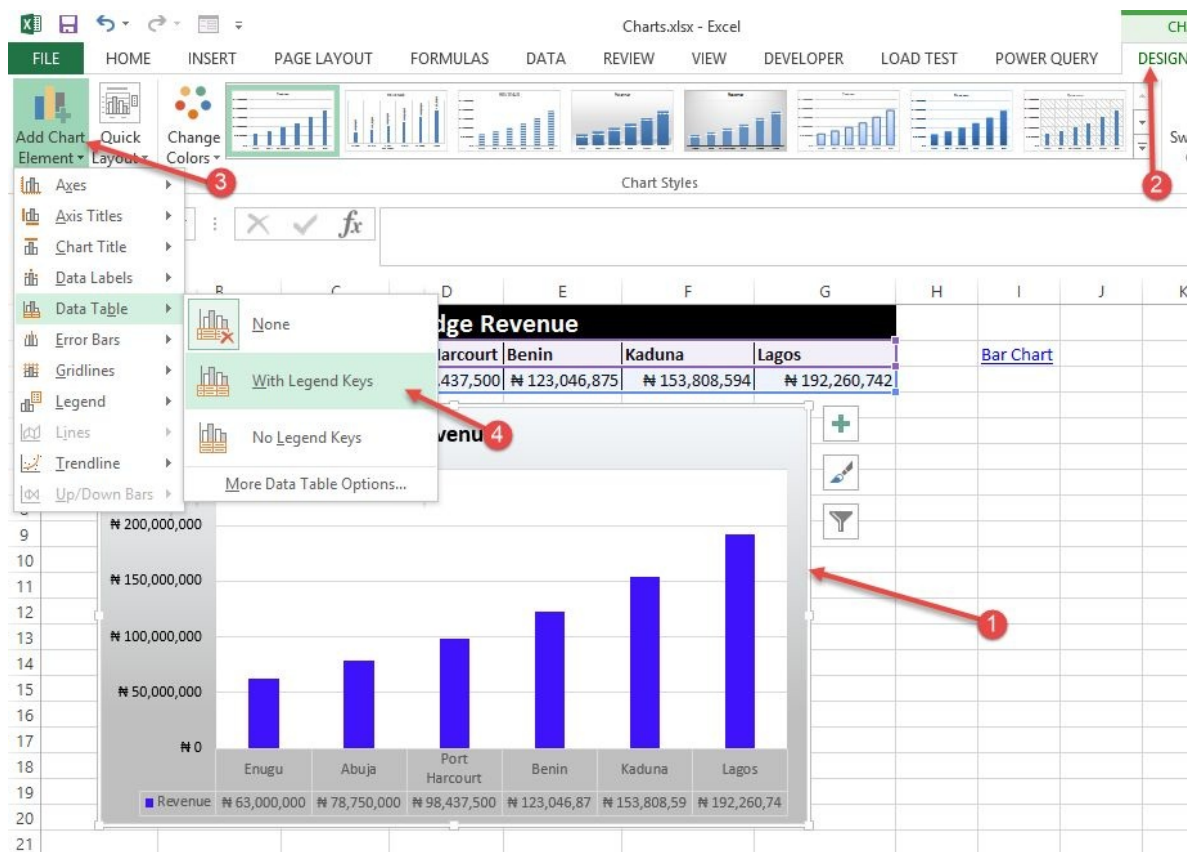 Charts.xlsx - Excel
CH
FILE HOME INSERT PAGE LAYOUT FORMULAS DATA REVIEW VIEW DEVELOPER LOAD TEST POWER QUERY DESIGN
Add Chart Element
Quick Layout
Change Colors
Sw
Chart Styles
3
2
Axes
Axis Titles
Chart Title
Data Labels
Data Table
Error Bars
Gridlines
Legend
Lines
Trendline
Up/Down Bars
fx
None
With Legend Keys
No Legend Keys
More Data Table Options...
4
B C D E F G H I J K
dge Revenue
Harcourt Benin Kaduna Lagos Bar Chart
.437,500 ₦ 123,046,875 ₦ 153,808,594 ₦ 192,260,742
venu
1
9
10
11
12
13
14
15
16
17
18
19
20
21
₦ 200,000,000
₦ 150,000,000
₦ 100,000,000
₦ 50,000,000
₦ 0
Enugu Abuja Port Harcourt Benin Kaduna Lagos
Revenue ₦ 63,000,000 ₦ 78,750,000 ₦ 98,437,500 ₦ 123,046,87 ₦ 153,808,59 ₦ 192,260,74